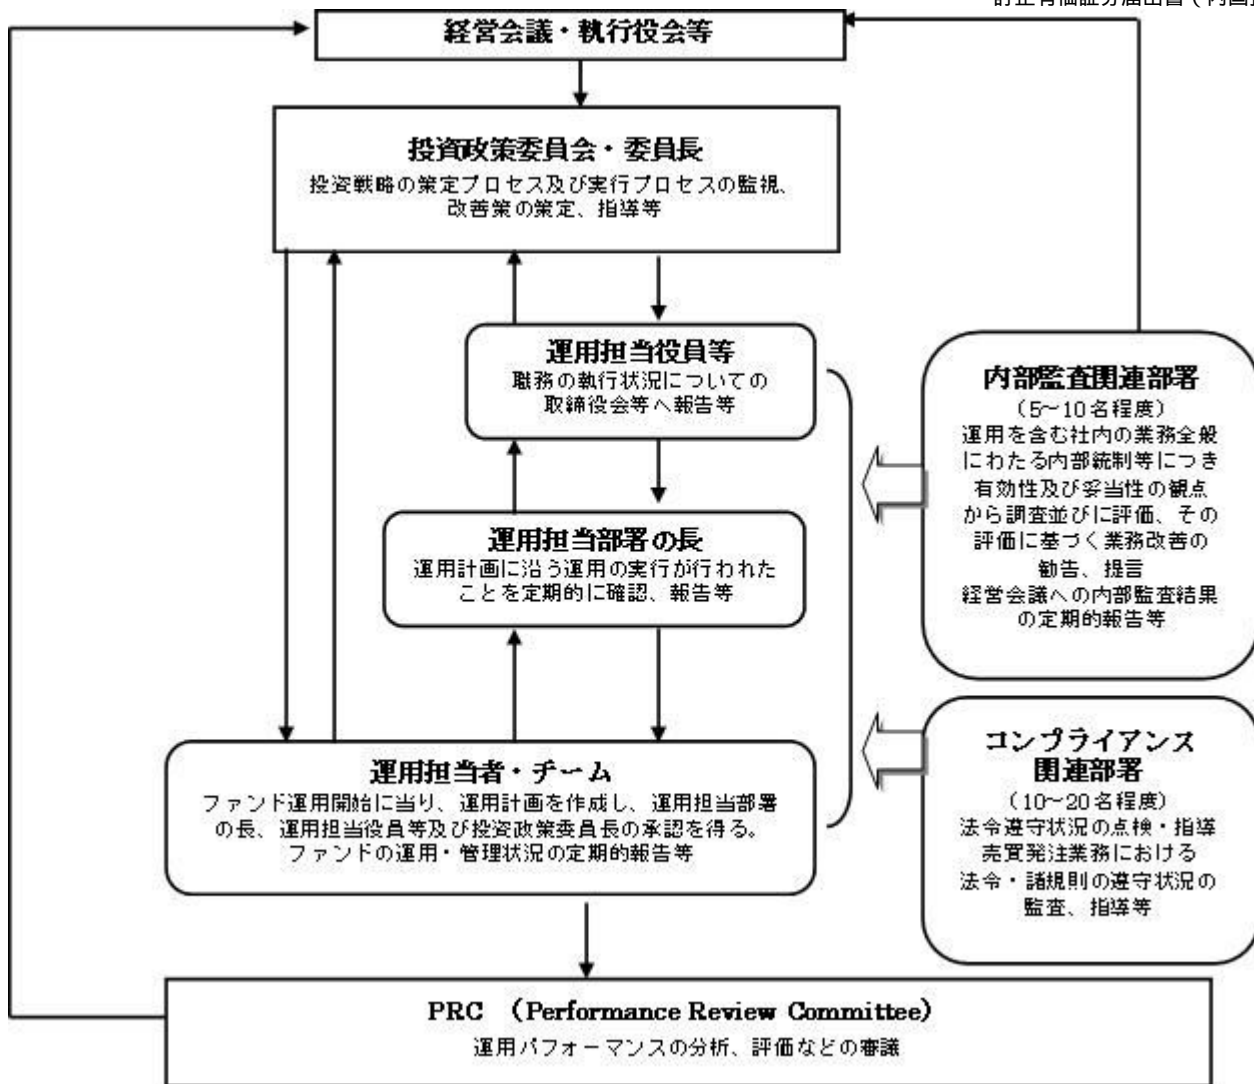 経営会議・執行役会等
投資政策委員会・委員長
投資戦略の策定プロセス及び実行プロセスの監視、
改善策の策定、指導等
運用担当役員等
職務の執行状況についての
取締役会等へ報告等
運用担当部署の長
運用計画に沿う運用の実行が行われた
ことを定期的に確認、報告等
運用担当者・チーム
ファンド運用開始に当り、運用計画を作成し、運用担当部署
の長、運用担当役員等及び投資政策委員長の承認を得る。
ファンドの運用・管理状況の定期的報告等
内部監査関連部署
（5～10名程度）
運用を含む社内の業務全般
にわたる内部統制等につき
有効性及び妥当性の観点
から調査並びに評価、その
評価に基づく業務改善の
勧告、提言
経営会議への内部監査結果
の定期的報告等
コンプライアンス
関連部署
（10～20名程度）
法令遵守状況の点検・指導
売買発注業務における
法令・諸規則の遵守状況の
監査、指導等
PRC （Performance Review Committee）
運用パフォーマンスの分析、評価などの審議